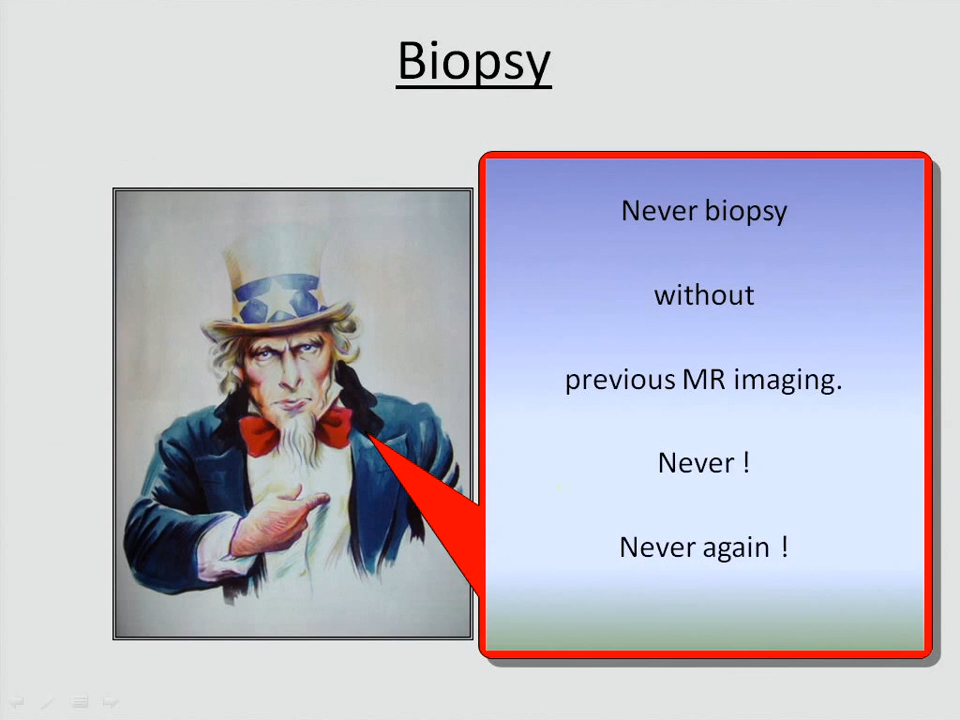 Biopsy
Never biopsy
without
previous MR imaging.
Never !
Never again !